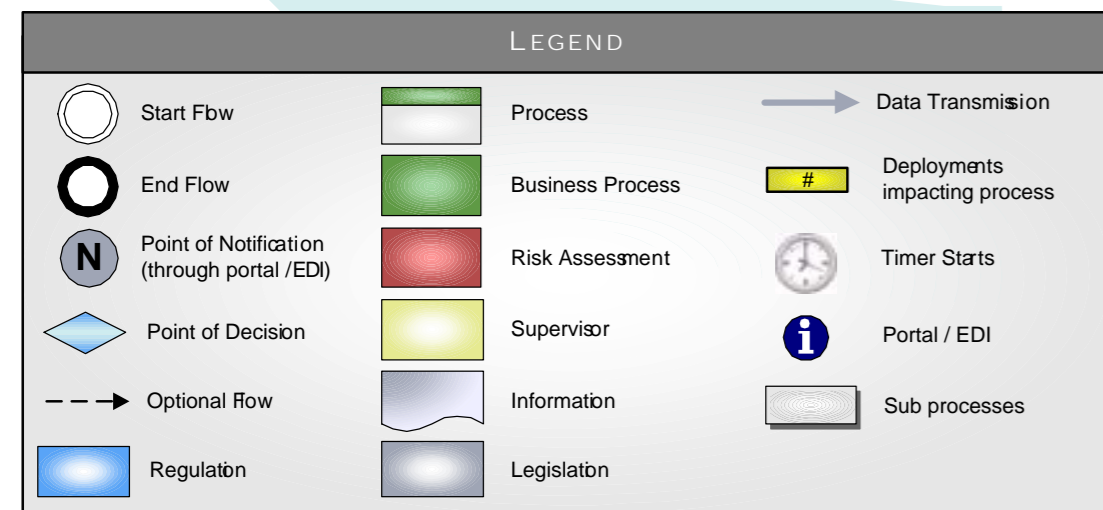 LEGEND
Start Flow
End Flow
N
Point of Notification
(through portal /EDI)
Point of Decision
Optional Flow
Regulation
Process
Business Process
Risk Assessment
Supervisor
Information
Legislation
Data Transmission
#
Deployments
impacting process
Timer Starts
i
Portal / EDI
Sub processes